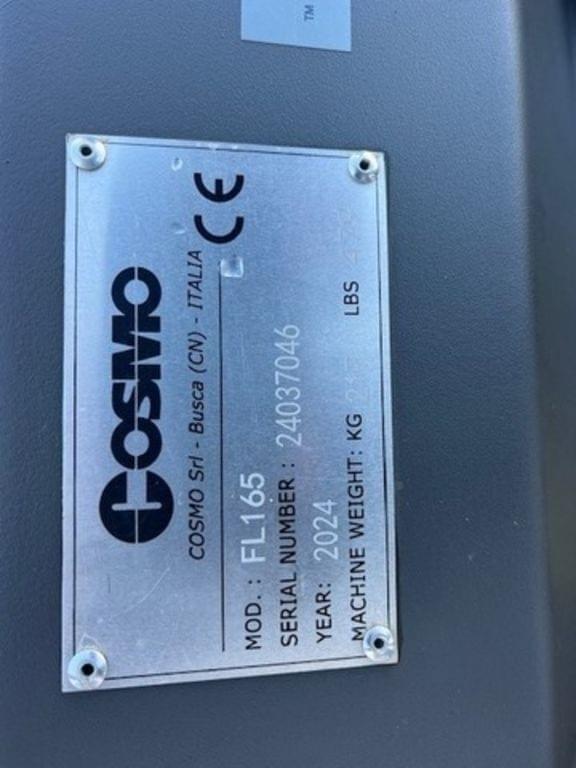 COSMO
COSMO Srl - Busca (CN) - ITALIA
CE
MOD. : FL165
SERIAL NUMBER : 24037046
YEAR: 2024
MACHINE WEIGHT: KG LBS
TM